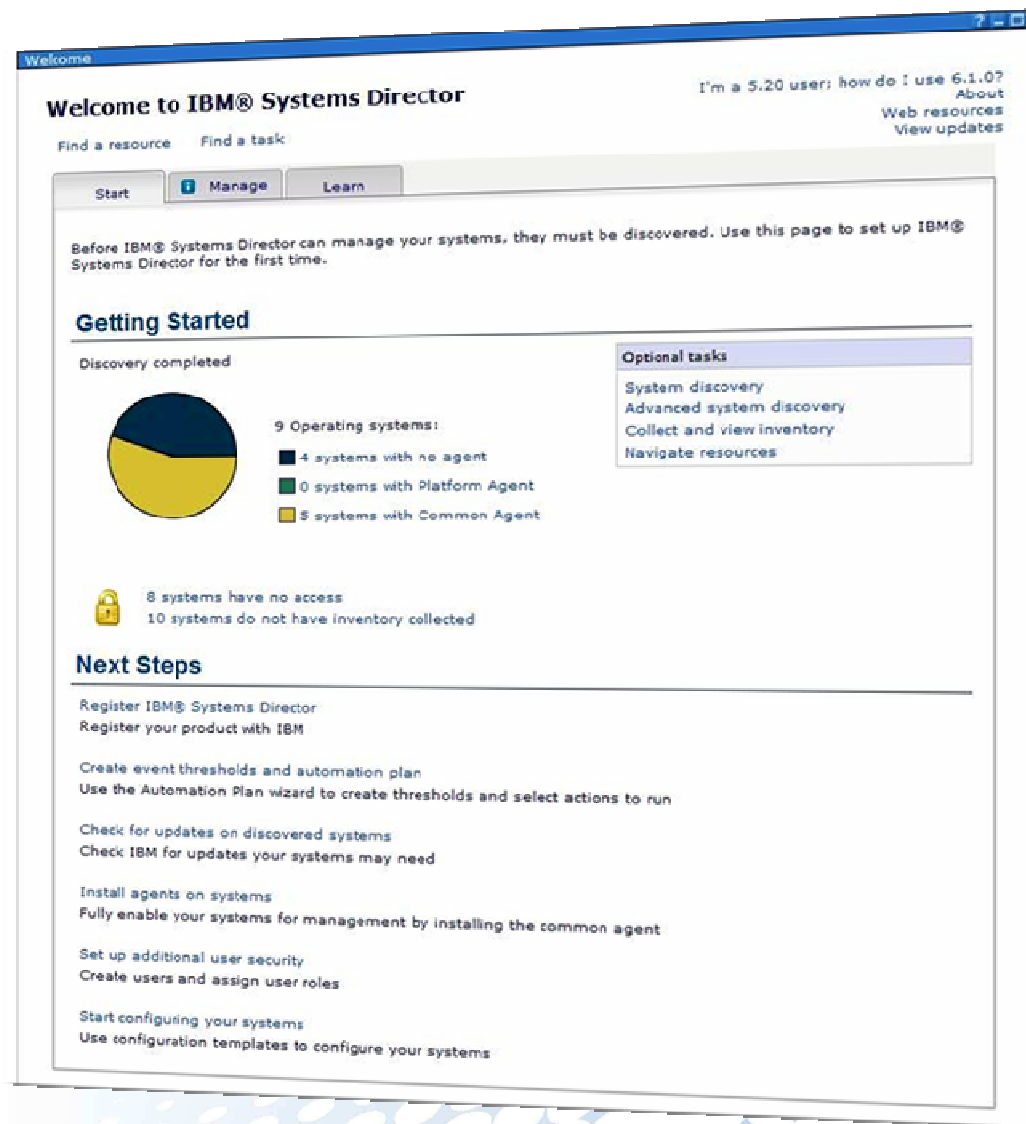 Welcome
Welcome to IBM® Systems Director
I'm a 5.20 user; how do I use 6.1.0?
About
Web resources
View updates
Find a resource Find a task
Start Manage Learn
Before IBM® Systems Director can manage your systems, they must be discovered. Use this page to set up IBM®
Systems Director for the first time.
Getting Started
Discovery completed
9 Operating systems:
4 systems with no agent
0 systems with Platform Agent
5 systems with Common Agent
Optional tasks
System discovery
Advanced system discovery
Collect and view inventory
Navigate resources
8 systems have no access
10 systems do not have inventory collected
Next Steps
Register IBM® Systems Director
Register your product with IBM
Create event thresholds and automation plan
Use the Automation Plan wizard to create thresholds and select actions to run
Check for updates on discovered systems
Check IBM for updates your systems may need
Install agents on systems
Fully enable your systems for management by installing the common agent
Set up additional user security
Create users and assign user roles
Start configuring your systems
Use configuration templates to configure your systems